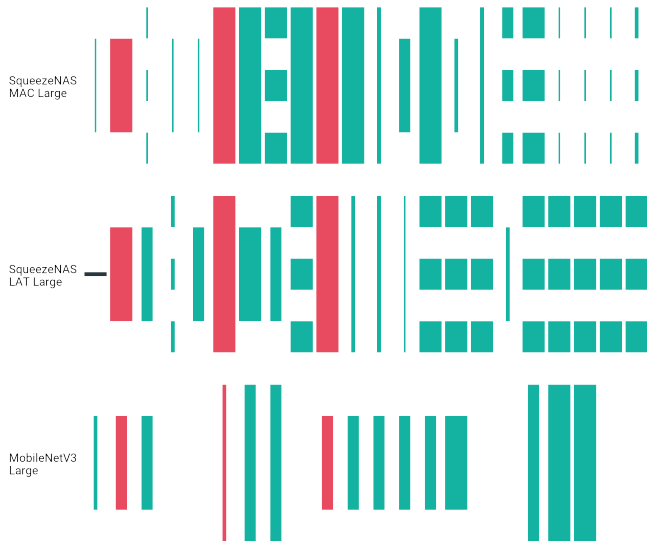 SqueezeNAS
MAC Large
SqueezeNAS
LAT Large
MobileNetV3
Large